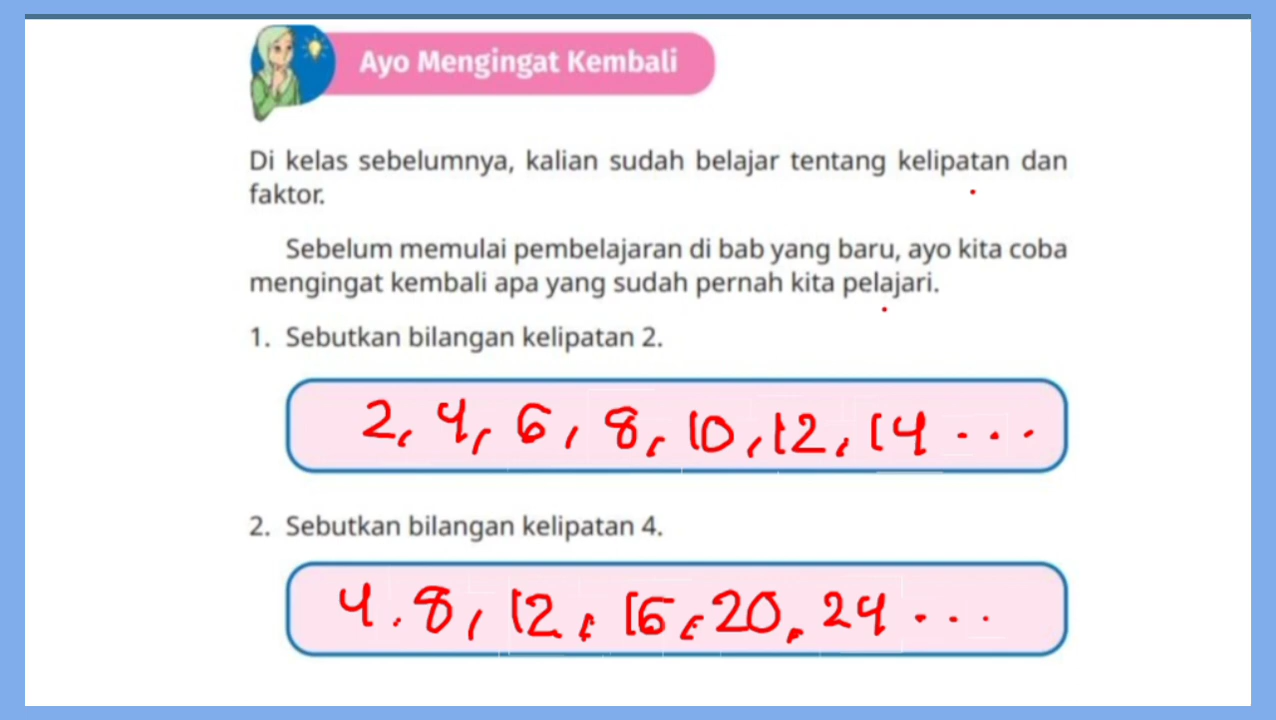 Ayo Mengingat Kembali
Di kelas sebelumnya, kalian sudah belajar tentang kelipatan dan
faktor.
Sebelum memulai pembelajaran di bab yang baru, ayo kita coba
mengingat kembali apa yang sudah pernah kita pelajari.
1. Sebutkan bilangan kelipatan 2.
2, 4, 6, 8, 10, 12, 14 ...
2. Sebutkan bilangan kelipatan 4.
4. 8, 12, 16, 20, 24 ...